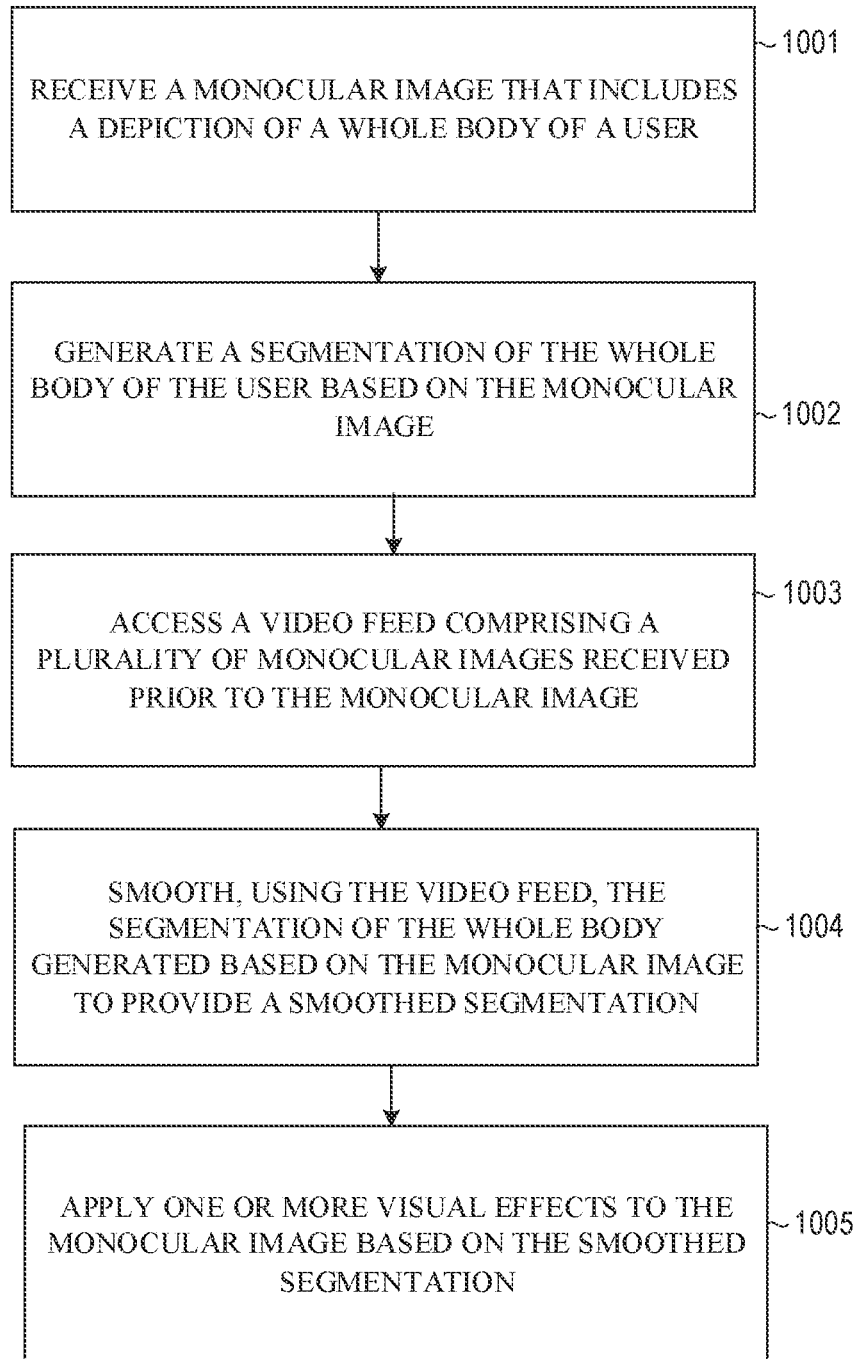 1001
RECEIVE A MONOCULAR IMAGE THAT INCLUDES
A DEPICTION OF A WHOLE BODY OF A USER
GENERATE A SEGMENTATION OF THE WHOLE
BODY OF THE USER BASED ON THE MONOCULAR
IMAGE
1002
1003
ACCESS A VIDEO FEED COMPRISING A
PLURALITY OF MONOCULAR IMAGES RECEIVED
PRIOR TO THE MONOCULAR IMAGE
SMOOTH, USING THE VIDEO FEED, THE
SEGMENTATION OF THE WHOLE BODY
GENERATED BASED ON THE MONOCULAR IMAGE
TO PROVIDE A SMOOTHED SEGMENTATION
1004
APPLY ONE OR MORE VISUAL EFFECTS TO THE
MONOCULAR IMAGE BASED ON THE SMOOTHED
SEGMENTATION
1005